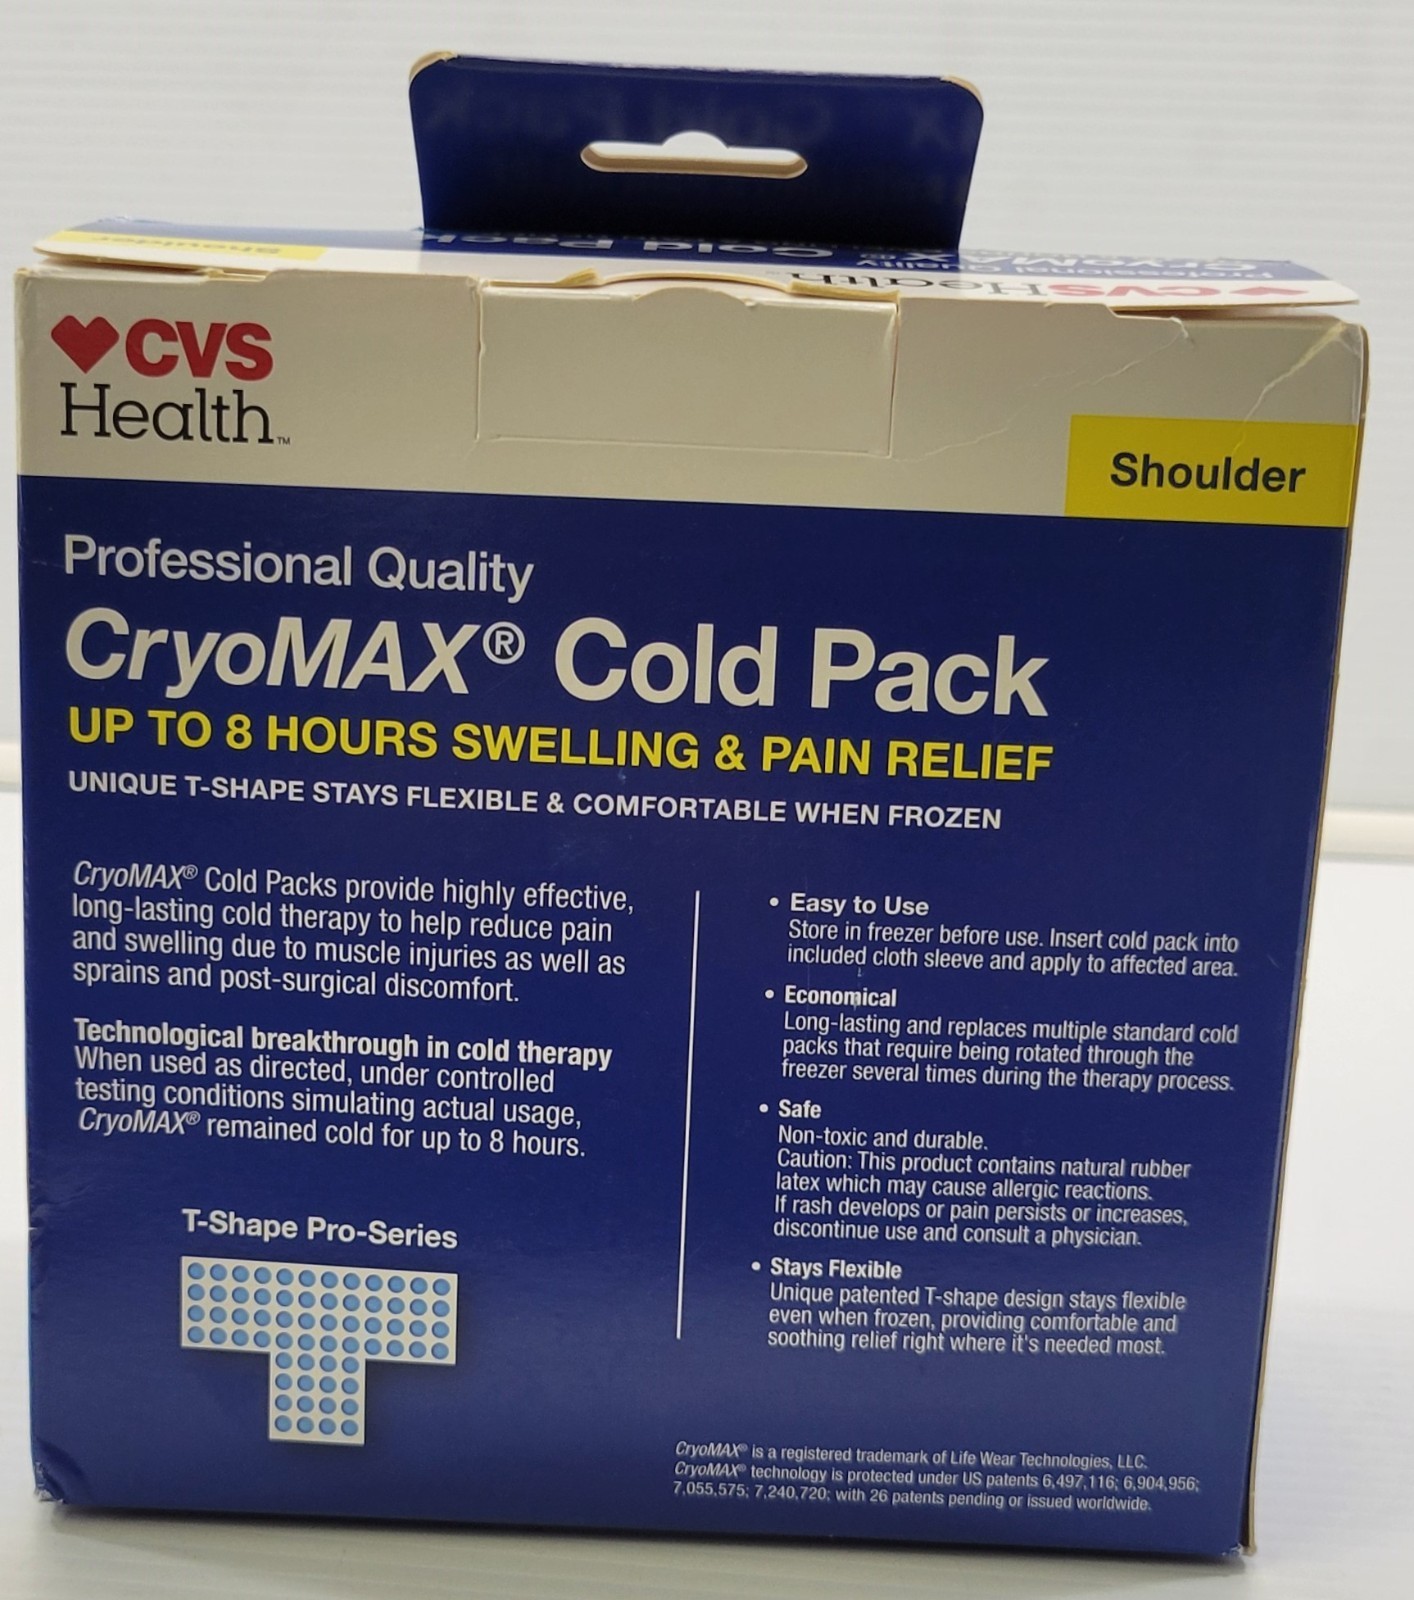 Cold Pack
Shoulder
Cold Pack
CryoMAX®
Professional Quality
CVSHealth™
CVS
Health™
Shoulder
Professional Quality
CryoMAX® Cold Pack
UP TO 8 HOURS SWELLING & PAIN RELIEF
UNIQUE T-SHAPE STAYS FLEXIBLE & COMFORTABLE WHEN FROZEN
CryoMAX® Cold Packs provide highly effective,
long-lasting cold therapy to help reduce pain
and swelling due to muscle injuries as well as
sprains and post-surgical discomfort.
Technological breakthrough in cold therapy
When used as directed, under controlled
testing conditions simulating actual usage,
CryoMAX® remained cold for up to 8 hours.
T-Shape Pro-Series
• Easy to Use
Store in freezer before use. Insert cold pack into
included cloth sleeve and apply to affected area.
• Economical
Long-lasting and replaces multiple standard cold
packs that require being rotated through the
freezer several times during the therapy process.
• Safe
Non-toxic and durable.
Caution: This product contains natural rubber
latex which may cause allergic reactions.
If rash develops or pain persists or increases,
discontinue use and consult a physician.
• Stays Flexible
Unique patented T-shape design stays flexible
even when frozen, providing comfortable and
soothing relief right where it's needed most.
CryoMAX® is a registered trademark of Life Wear Technologies, LLC.
CryoMAX® technology is protected under US patents 6,497,116; 6,904,956;
7,055,575; 7,240,720; with 26 patents pending or issued worldwide.